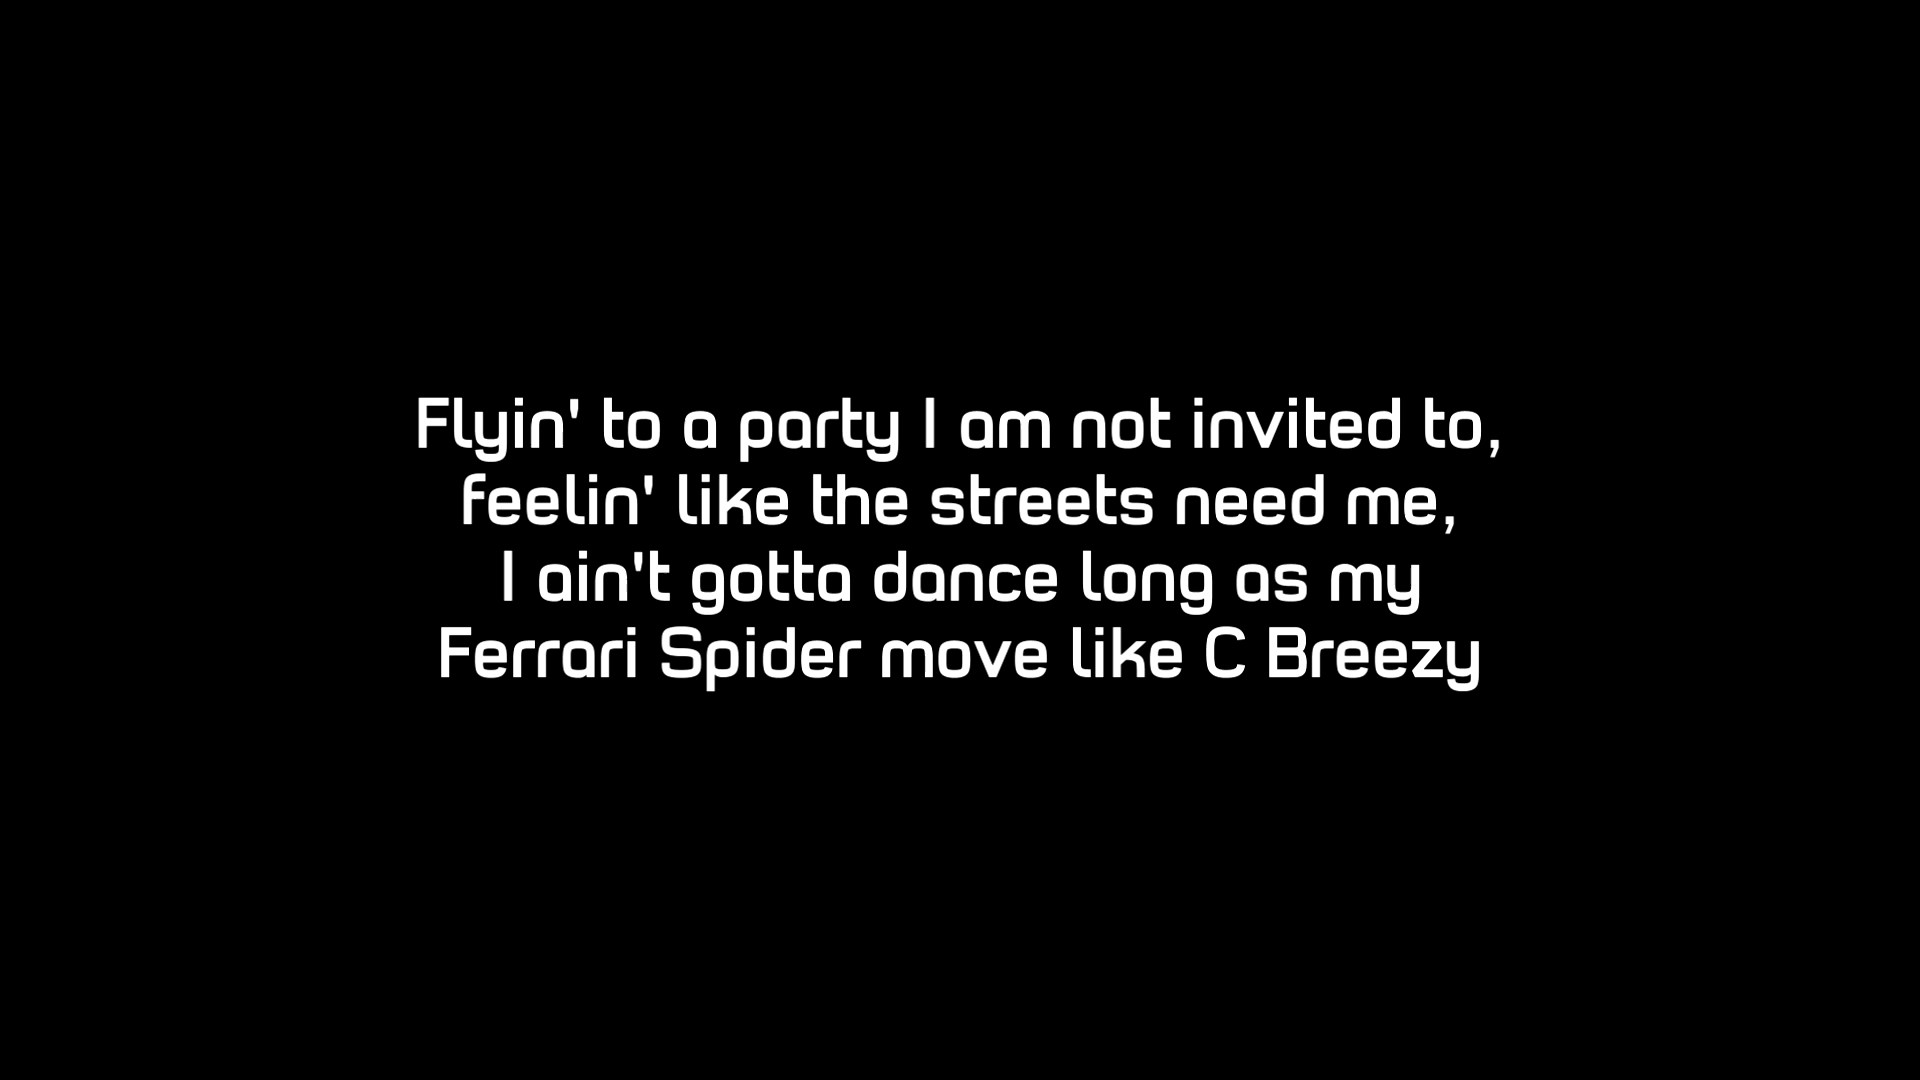 Flyin' to a party I am not invited to,
feelin' like the streets need me,
I ain't gotta dance long as my
Ferrari Spider move like C Breezy